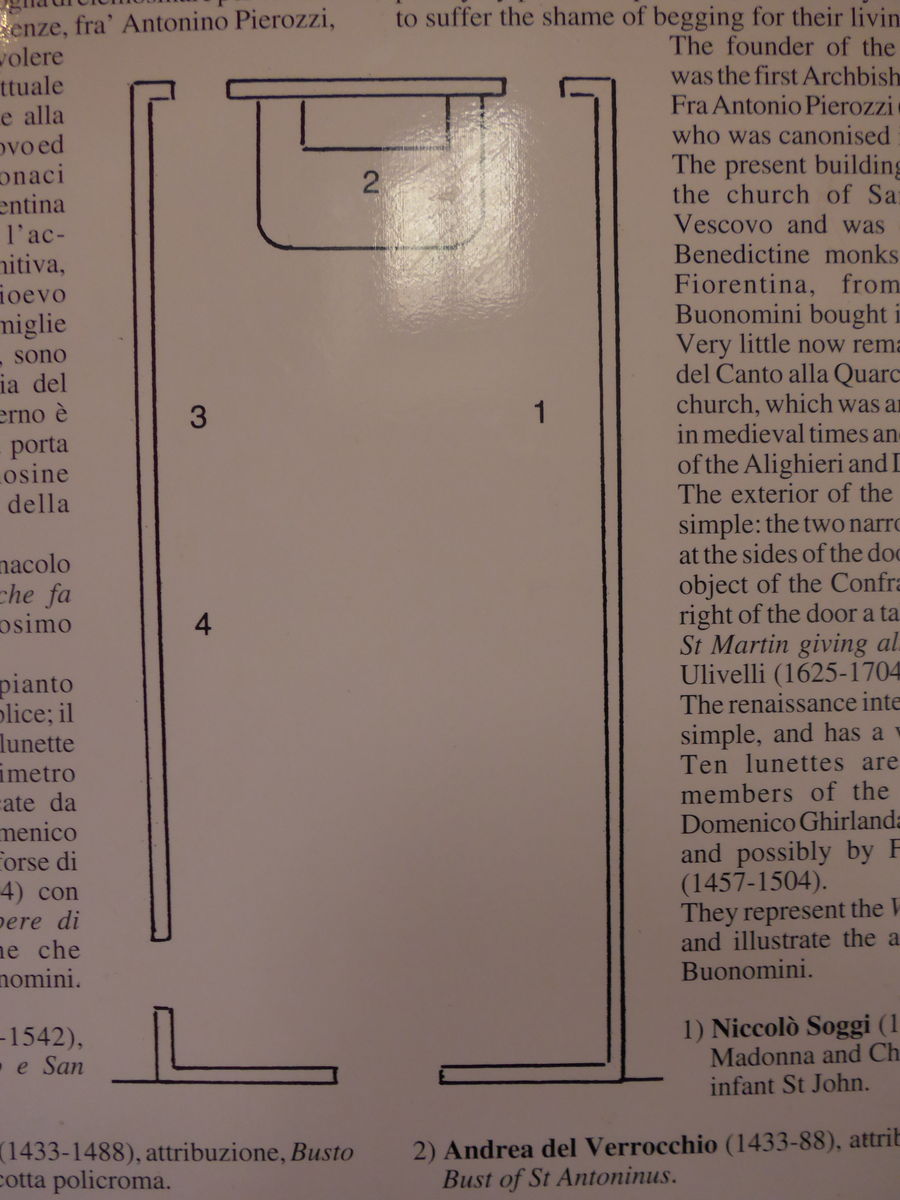 enze, fra' Antonino Pierozzi,
volere
ttuale
e alla
ovo ed
onaci
entina
l'ac-
nitiva,
ioevo
miglie
, sono
ia del
erno è
porta
osine
della
nacolo
che fa
osimo
pianto
plice; il
lunette
imetro
cate da
menico
forse di
4) con
pere di
ne che
nomini.
-1542),
o e San
(1433-1488), attribuzione, Busto
cotta policroma.
2
3
1
4
to suffer the shame of begging for their livin
The founder of the
was the first Archbish
Fra Antonio Pierozzi (
who was canonised i
The present building
the church of Sa
Vescovo and was
Benedictine monks
Fiorentina, from
Buonomini bought i
Very little now rema
del Canto alla Quarc
church, which was a
in medieval times an
of the Alighieri and D
The exterior of the
simple: the two narro
at the sides of the doo
object of the Confra
right of the door a ta
St Martin giving al
Ulivelli (1625-1704
The renaissance inte
simple, and has a v
Ten lunettes are
members of the
Domenico Ghirlanda
and possibly by F
(1457-1504).
They represent the W
and illustrate the a
Buonomini.
1) Niccolò Soggi (1
Madonna and Ch
infant St John.
2) Andrea del Verrocchio (1433-88), attrib
Bust of St Antoninus.